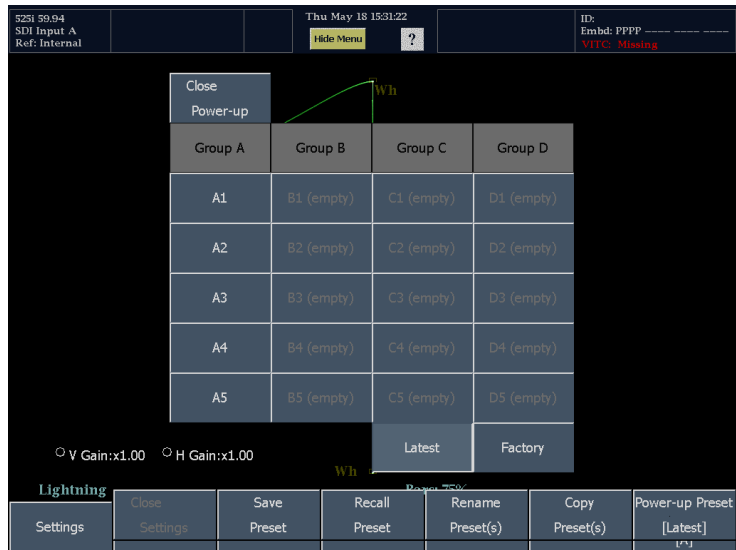 525i 59.94
SDI Input A
Ref: Internal
Thu May 18 15:31:22
Hide Menu
?
ID:
Embd: PPPP ---- ---- ----
VITC: Missing
Close
Power-up
Wh
Group A Group B Group C Group D
A1 B1 (empty) C1 (empty) D1 (empty)
A2 B2 (empty) C2 (empty) D2 (empty)
A3 B3 (empty) C3 (empty) D3 (empty)
A4 B4 (empty) C4 (empty) D4 (empty)
A5 B5 (empty) C5 (empty) D5 (empty)
Latest Factory
V Gain:x1.00 H Gain:x1.00
Wh
Lightning Bars: 75%
Settings
Close
Settings
Save
Preset
Recall
Preset
Rename
Preset(s)
Copy
Preset(s)
Power-up Preset
[Latest]
[A]